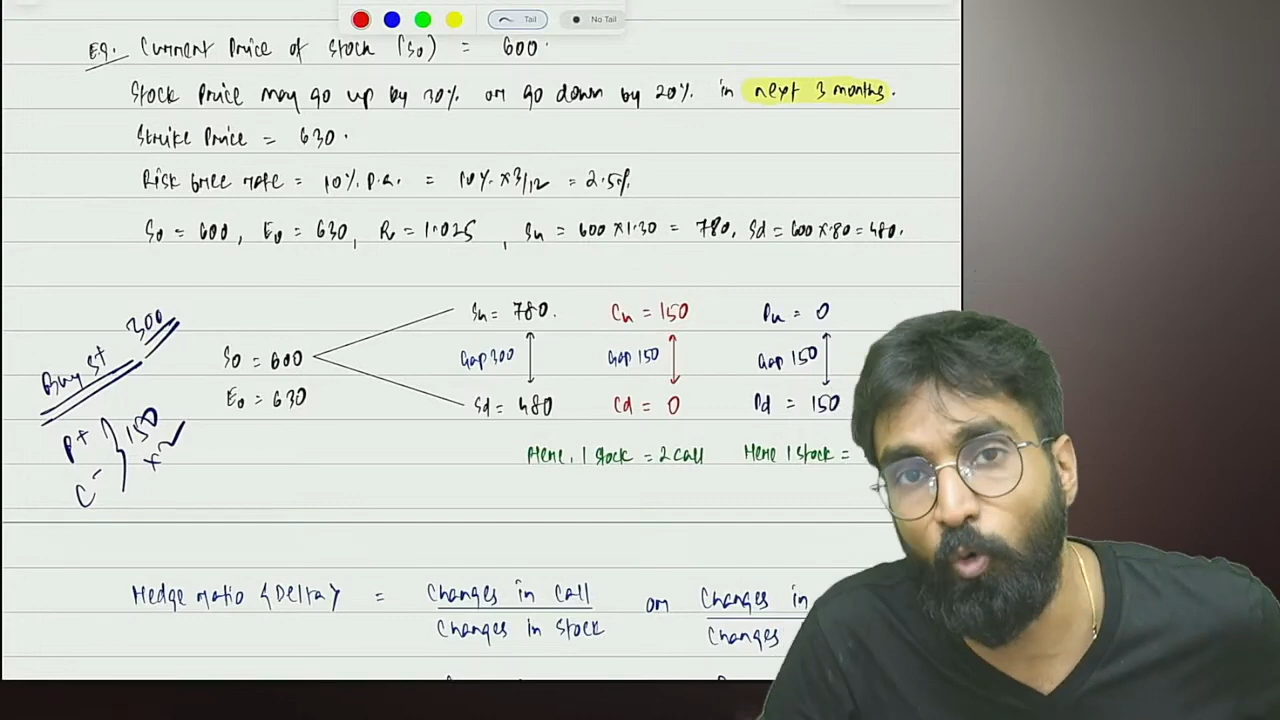 Tail No Tail
E.g. Current Price of Stock (S0) = 600.
Stock Price may go up by 30% or go down by 20% in next 3 months.
Strike Price = 630.
Risk free rate = 10% p.a. = 10% x 3/12 = 2.5%
S0 = 600, E0 = 630, R = 1.025, Su = 600 x 1.30 = 780, Sd = 600 x .80 = 480.
Su = 780. Cu = 150 Pu = 0
Buy St 300
S0 = 600 Gap 300 Gap 150 Gap 150
E0 = 630 Sd = 480 Cd = 0 Pd = 150
P+ C- } 150 x 2
Here, 1 stock = 2 call Here 1 stock =
Hedge ratio {Delta} = Changes in call or Changes in
Changes in stock Changes